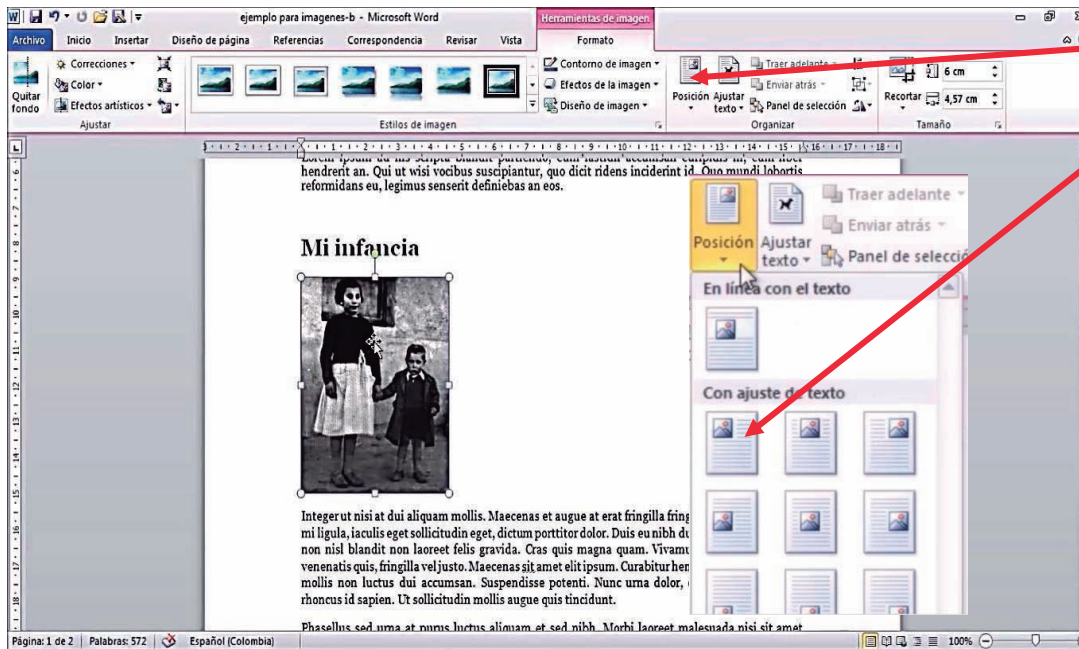 ejemplo para imagenes-b - Microsoft Word
Herramientas de imagen
Archivo Inicio Insertar Diseño de página Referencias Correspondencia Revisar Vista Formato
Quitar fondo
Correcciones
Color
Efectos artísticos
Ajustar
Estilos de imagen
Contorno de imagen
Efectos de la imagen
Diseño de imagen
Posición
Ajustar texto
Traer adelante
Enviar atrás
Panel de selección
Organizar
Recortar
6 cm
4,57 cm
Tamaño
hendrerit an. Qui ut wisi vocibus suscipiantur, quo dicit ridens inciderint id. Quo mundi lobortis
reformidans eu, legimus senserit definiebas an eos.
Mi infancia
Posición
Ajustar texto
Traer adelante
Enviar atrás
Panel de selecció
En línea con el texto
Con ajuste de texto
Integer ut nisi at dui aliquam mollis. Maecenas et augue at erat fringilla fring
mi ligula, iaculis eget sollicitudin eget, dictum porttitor dolor. Duis eu nibh du
non nisl blandit non laoreet felis gravida. Cras quis magna quam. Vivamu
venenatis quis, fringilla vel justo. Maecenas sit amet elit ipsum. Curabitur hen
mollis non luctus dui accumsan. Suspendisse potenti. Nunc urna dolor,
rhoncus id sapien. Ut sollicitudin mollis augue quis tincidunt.
Phasellus sed urna at purus luctus aliquam et sed nibh. Morbi laoreet malesuada nisi sit amet
Página: 1 de 2 Palabras: 572 Español (Colombia) 100%